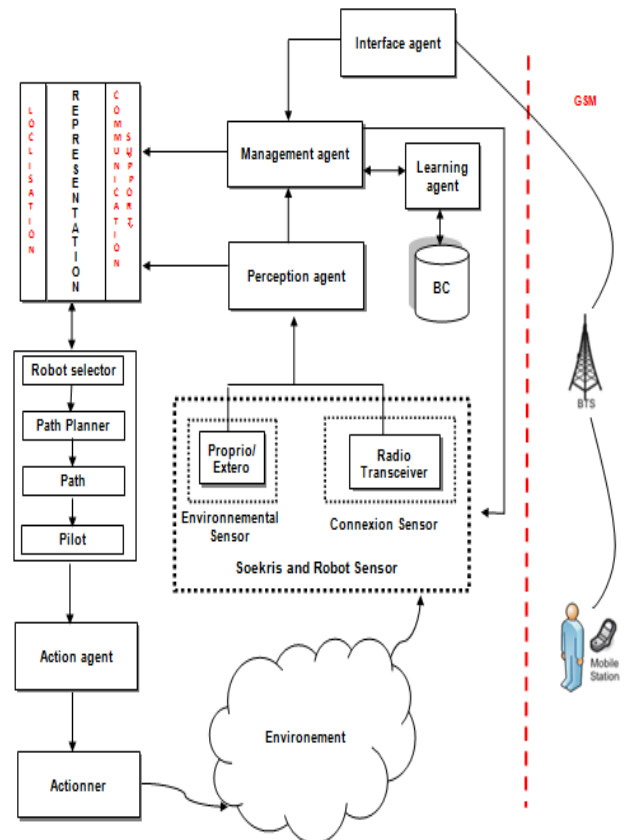 Interface agent
GSM
LOCLISATION
REPRESENTATION
COMMUNICATION
SUPPORT,
Management agent
Learning
agent
Perception agent
BC
Robot selector
Path Planner
Path
Pilot
Proprio/
Extero
Radio
Transceiver
Environnemental
Sensor
Connexion Sensor
Soekris and Robot Sensor
BTS
Mobile
Station
Action agent
Environement
Actionner